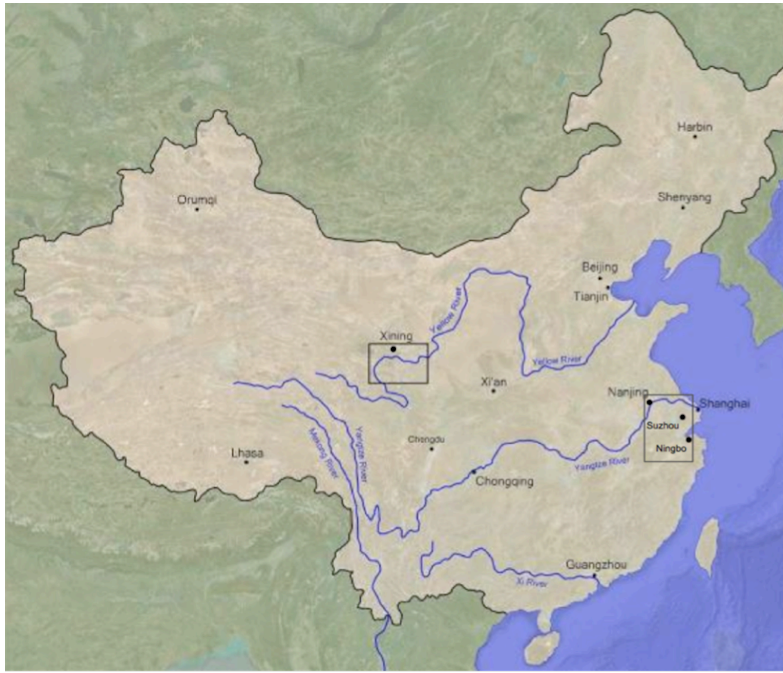 Harbin
Orumqi
Shenyang
Beijing
Tianjin
Yellow River
Xining
Yellow River
Xi'an
Nanjing
Shanghai
Suzhou
Chengdu
Ningbo
Lhasa
Mekong River
Yangtze River
Yangtze River
Chongqing
Guangzhou
Xi River